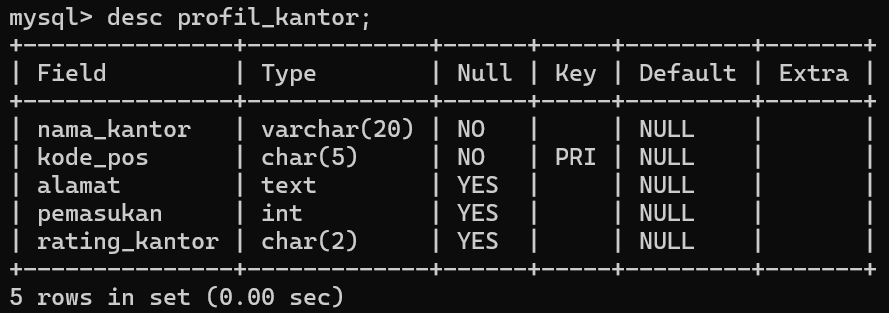 mysql> desc profil_kantor;
+---------------+-------------+------+-----+---------+-------+
| Field         | Type        | Null | Key | Default | Extra |
+---------------+-------------+------+-----+---------+-------+
| nama_kantor   | varchar(20) | NO   |     | NULL    |       |
| kode_pos      | char(5)     | NO   | PRI | NULL    |       |
| alamat        | text        | YES  |     | NULL    |       |
| pemasukan     | int         | YES  |     | NULL    |       |
| rating_kantor | char(2)     | YES  |     | NULL    |       |
+---------------+-------------+------+-----+---------+-------+
5 rows in set (0.00 sec)